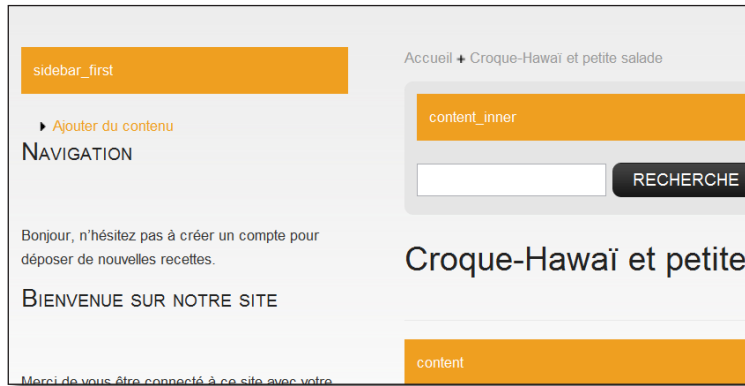 sidebar_first
Ajouter du contenu
NAVIGATION
Bonjour, n’hésitez pas à créer un compte pour
déposer de nouvelles recettes.
BIENVENUE SUR NOTRE SITE
Merci de vous être connecté à ce site avec votre
Accueil + Croque-Hawaï et petite salade
content_inner
RECHERCHE
Croque-Hawaï et petite
content